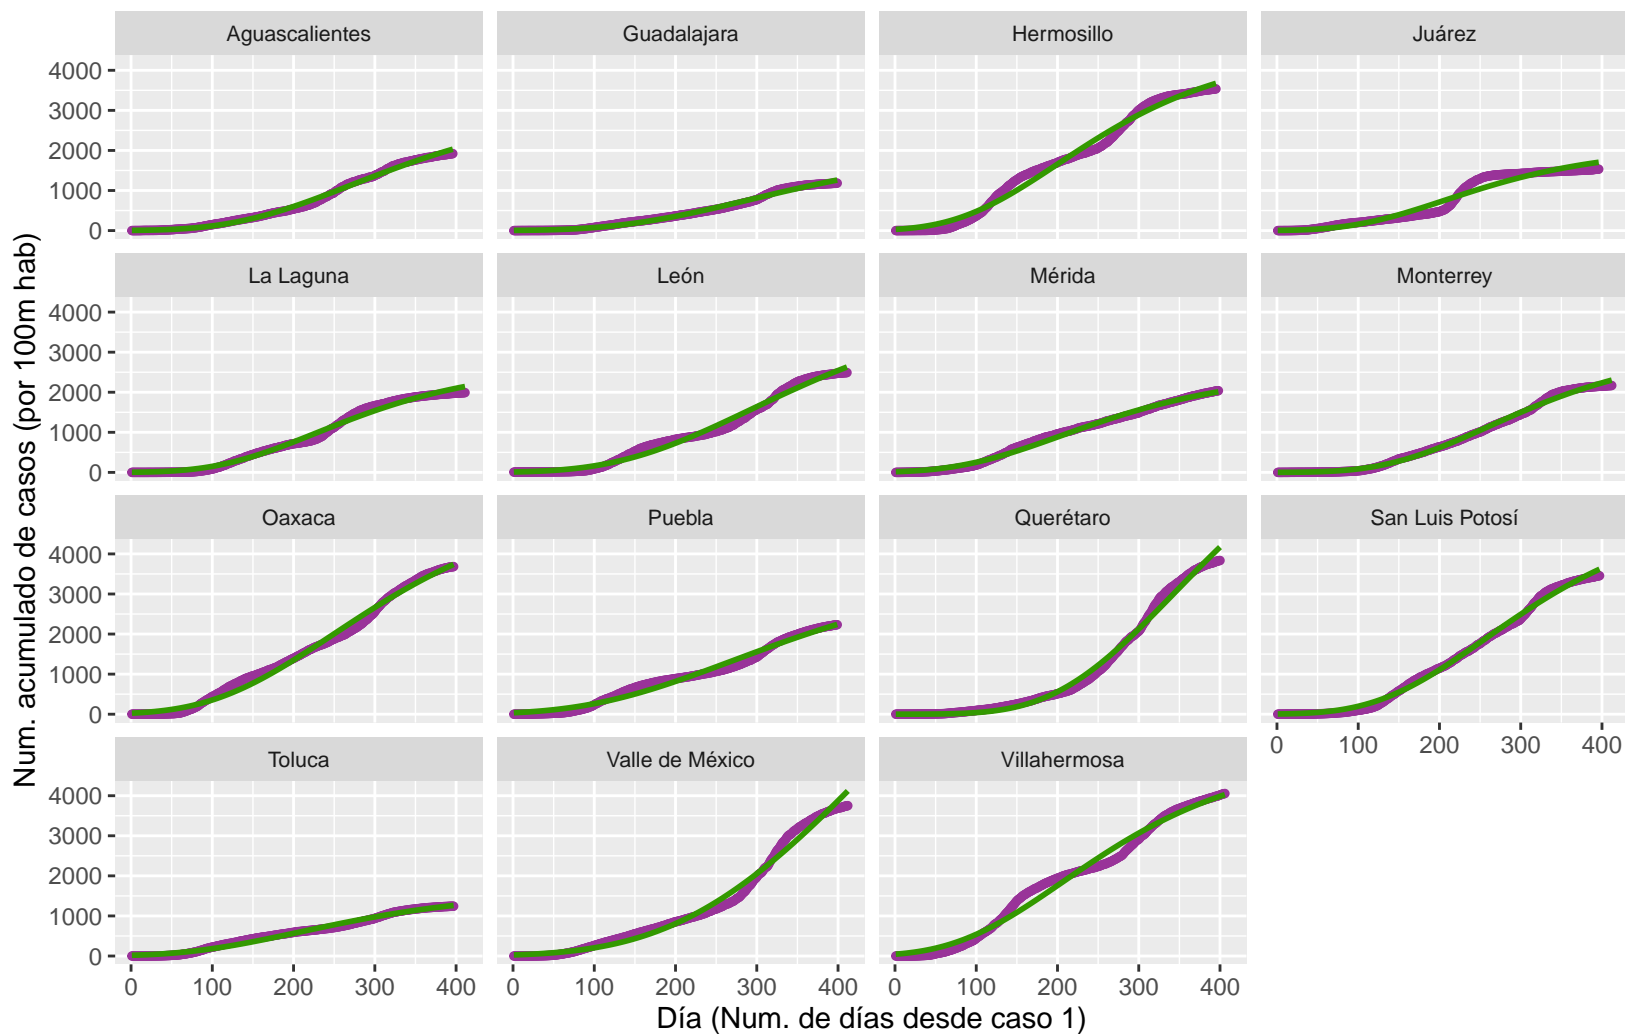 Aguascalientes Guadalajara Hermosillo Juárez
4000
3000
2000
1000
0
La Laguna León Mérida Monterrey
4000
3000
2000
1000
0
Num. acumulado de casos (por 100m hab)
Oaxaca Puebla Querétaro San Luis Potosí
4000
3000
2000
1000
0
0 100 200 300 400
Toluca Valle de México Villahermosa
4000
3000
2000
1000
0
0 100 200 300 400 0 100 200 300 400 0 100 200 300 400
Día (Num. de días desde caso 1)